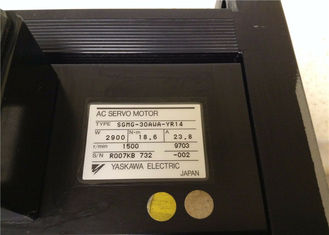 AC SERVO MOTOR
TYPE SGMG-30AWA-YR14
W 2900 N·m 18.6 A 23.8
r/min 1500 9703
S/N R007KB 732 -002
YASKAWA ELECTRIC
JAPAN